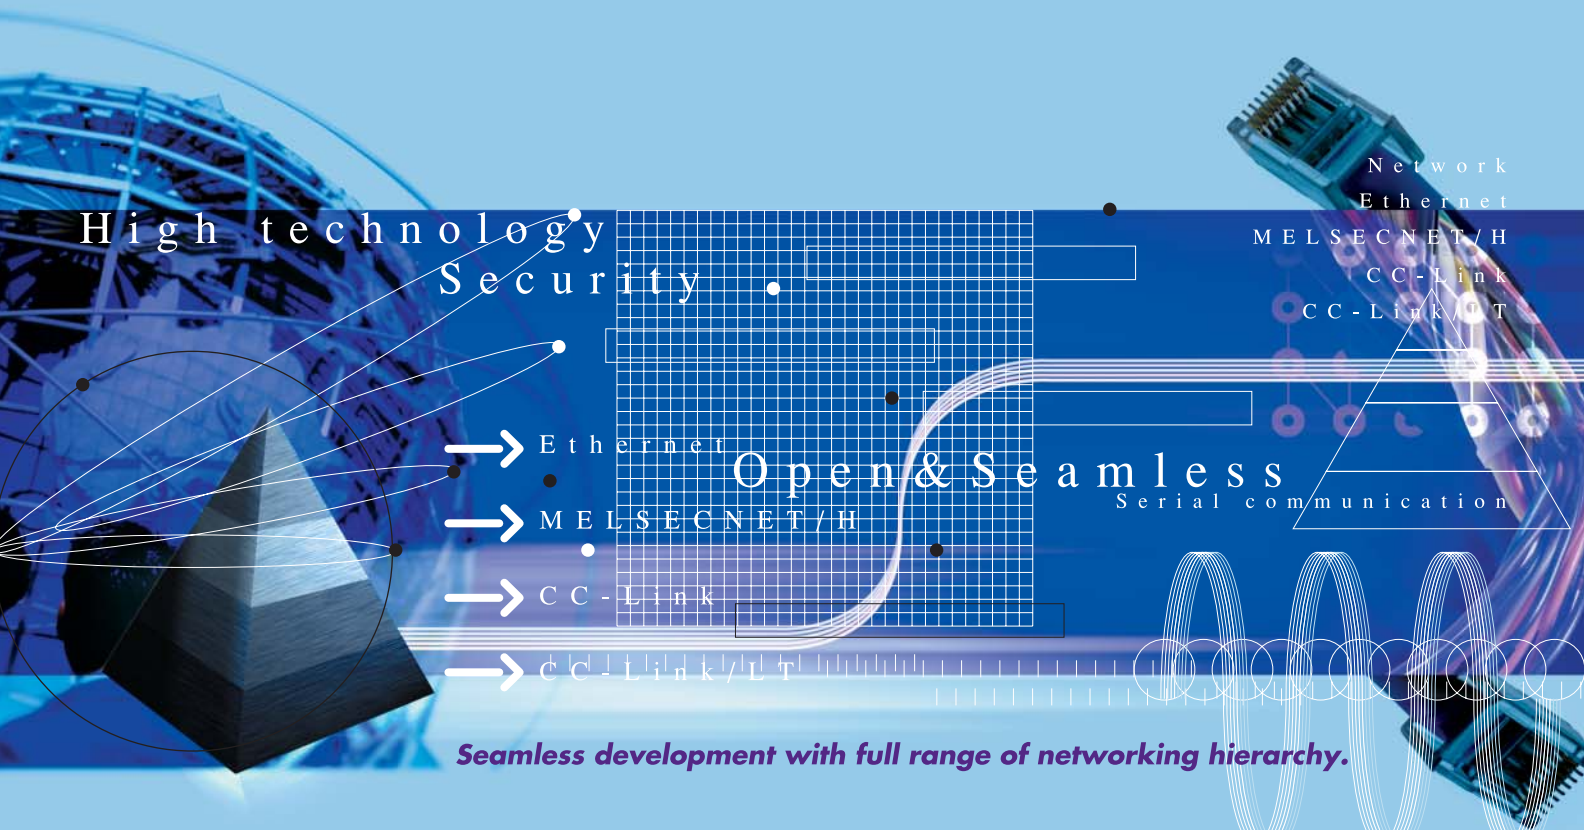 Network
Ethernet
MELSECNET/H
CC-Link
CC-Link/LT
High technology
Security
Ethernet
Open&Seamless
Serial communication
MELSECNET/H
CC-Link
CC-Link/LT
Seamless development with full range of networking hierarchy.